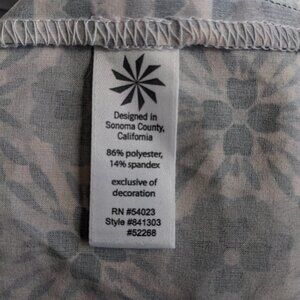 Designed in
Sonoma County,
California
86% polyester,
14% spandex
exclusive of
decoration
RN #54023
Style #841303
#52268